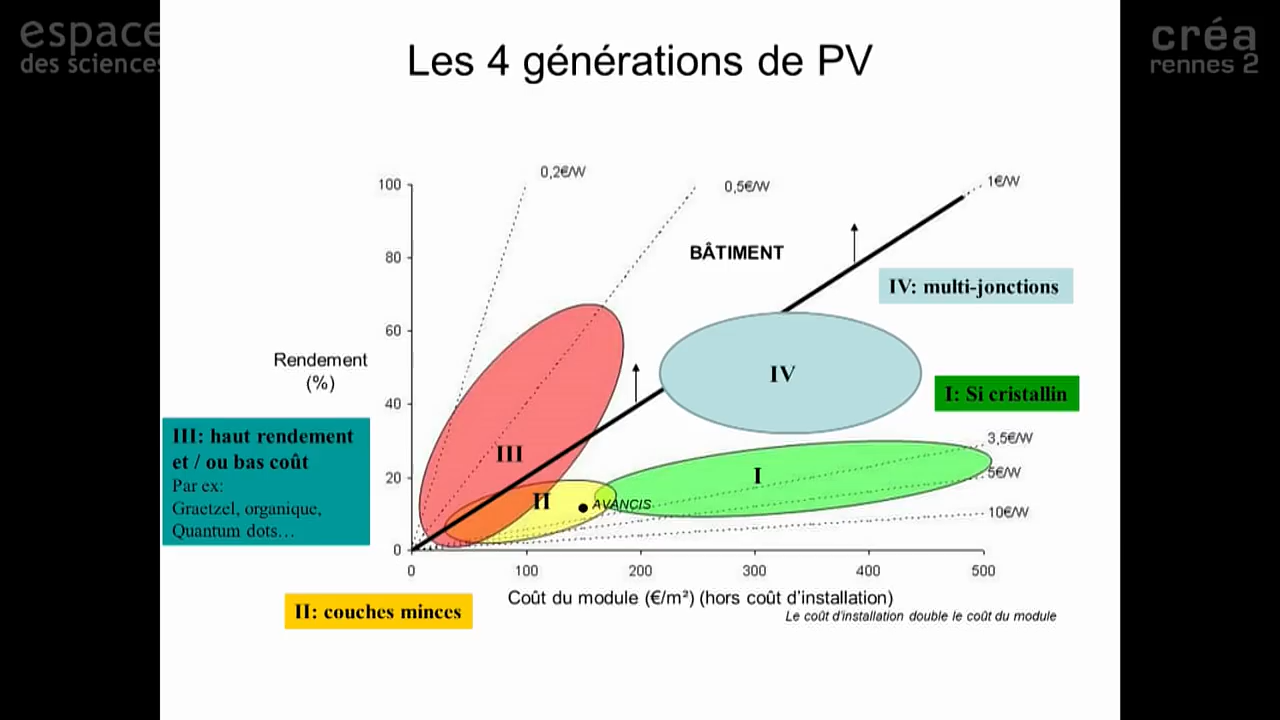 espace
des sciences
créa
rennes 2
Les 4 générations de PV
0,2€/W
0,5€/W
1€/W
100
80
60
40
20
0
BÂTIMENT
IV: multi-jonctions
Rendement
(%)
IV
I: Si cristallin
III: haut rendement
et / ou bas coût
Par ex:
Graetzel, organique,
Quantum dots…
III
3,5€/W
I
5€/W
II
AVANCIS
10€/W
0
100
200
300
400
500
Coût du module (€/m²) (hors coût d'installation)
II: couches minces
Le coût d'installation double le coût du module